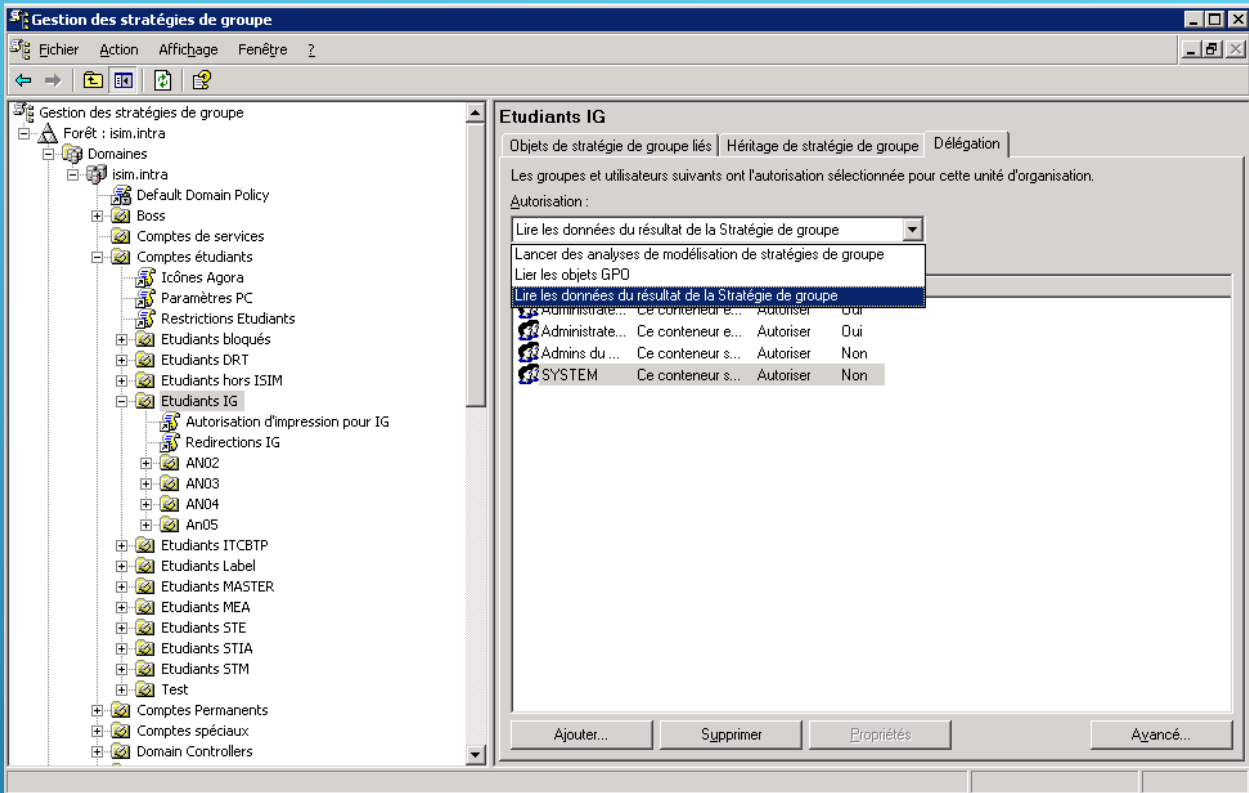 Gestion des stratégies de groupe
Fichier Action Affichage Fenêtre ?
Gestion des stratégies de groupe
Forêt : isim.intra
Domaines
isim.intra
Default Domain Policy
Boss
Comptes de services
Comptes étudiants
Icônes Agora
Paramètres PC
Restrictions Etudiants
Etudiants bloqués
Etudiants DRT
Etudiants hors ISIM
Etudiants IG
Autorisation d'impression pour IG
Redirections IG
AN02
AN03
AN04
An05
Etudiants ITCBTP
Etudiants Label
Etudiants MASTER
Etudiants MEA
Etudiants STE
Etudiants STIA
Etudiants STM
Test
Comptes Permanents
Comptes spéciaux
Domain Controllers
Etudiants IG
Objets de stratégie de groupe liés Héritage de stratégie de groupe Délégation
Les groupes et utilisateurs suivants ont l'autorisation sélectionnée pour cette unité d'organisation.
Autorisation :
Lire les données du résultat de la Stratégie de groupe
Lancer des analyses de modélisation de stratégies de groupe
Lier les objets GPO
Lire les données du résultat de la Stratégie de groupe
Administrate... Ce conteneur e... Autoriser Oui
Administrate... Ce conteneur e... Autoriser Oui
Admins du ... Ce conteneur s... Autoriser Non
SYSTEM Ce conteneur s... Autoriser Non
Ajouter... Supprimer Propriétés Avancé...